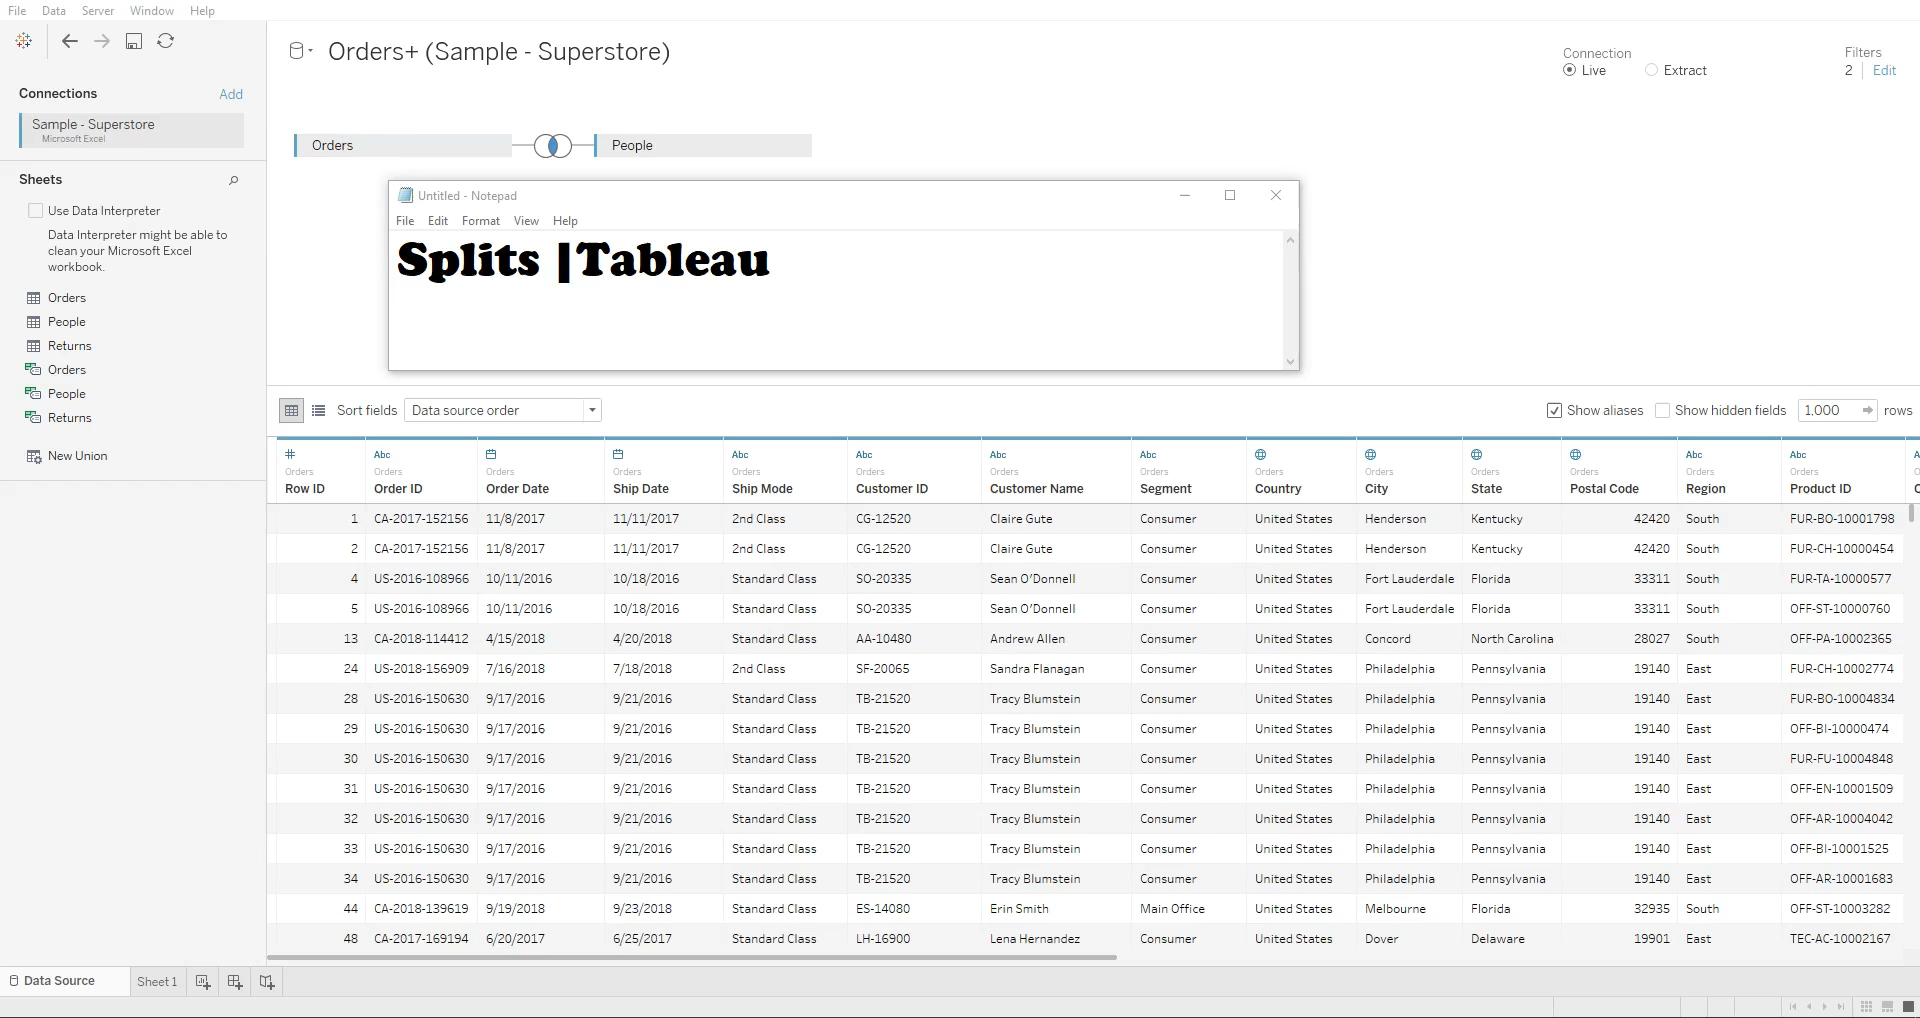 File Data Server Window Help
Orders+ (Sample - Superstore)
Connection
Live Extract
Filters
2 Edit
Connections Add
Sample - Superstore
Microsoft Excel
Sheets
Use Data Interpreter
Data Interpreter might be able to
clean your Microsoft Excel
workbook.
Orders
People
Returns
Orders
People
Returns
New Union
Orders People
Untitled - Notepad
File Edit Format View Help
Splits |Tableau
Sort fields Data source order Show aliases Show hidden fields 1,000 rows
# Abc Abc Abc Abc Abc Abc Abc
Orders Orders Orders Orders Orders Orders Orders Orders Orders Orders Orders Orders Orders Orders
Row ID Order ID Order Date Ship Date Ship Mode Customer ID Customer Name Segment Country City State Postal Code Region Product ID
1 CA-2017-152156 11/8/2017 11/11/2017 2nd Class CG-12520 Claire Gute Consumer United States Henderson Kentucky 42420 South FUR-BO-10001798
2 CA-2017-152156 11/8/2017 11/11/2017 2nd Class CG-12520 Claire Gute Consumer United States Henderson Kentucky 42420 South FUR-CH-10000454
4 US-2016-108966 10/11/2016 10/18/2016 Standard Class SO-20335 Sean O'Donnell Consumer United States Fort Lauderdale Florida 33311 South FUR-TA-10000577
5 US-2016-108966 10/11/2016 10/18/2016 Standard Class SO-20335 Sean O'Donnell Consumer United States Fort Lauderdale Florida 33311 South OFF-ST-10000760
13 CA-2018-114412 4/15/2018 4/20/2018 Standard Class AA-10480 Andrew Allen Consumer United States Concord North Carolina 28027 South OFF-PA-10002365
24 US-2018-156909 7/16/2018 7/18/2018 2nd Class SF-20065 Sandra Flanagan Consumer United States Philadelphia Pennsylvania 19140 East FUR-CH-10002774
28 US-2016-150630 9/17/2016 9/21/2016 Standard Class TB-21520 Tracy Blumstein Consumer United States Philadelphia Pennsylvania 19140 East FUR-BO-10004834
29 US-2016-150630 9/17/2016 9/21/2016 Standard Class TB-21520 Tracy Blumstein Consumer United States Philadelphia Pennsylvania 19140 East OFF-BI-10000474
30 US-2016-150630 9/17/2016 9/21/2016 Standard Class TB-21520 Tracy Blumstein Consumer United States Philadelphia Pennsylvania 19140 East FUR-FU-10004848
31 US-2016-150630 9/17/2016 9/21/2016 Standard Class TB-21520 Tracy Blumstein Consumer United States Philadelphia Pennsylvania 19140 East OFF-EN-10001509
32 US-2016-150630 9/17/2016 9/21/2016 Standard Class TB-21520 Tracy Blumstein Consumer United States Philadelphia Pennsylvania 19140 East OFF-AR-10004042
33 US-2016-150630 9/17/2016 9/21/2016 Standard Class TB-21520 Tracy Blumstein Consumer United States Philadelphia Pennsylvania 19140 East OFF-BI-10001525
34 US-2016-150630 9/17/2016 9/21/2016 Standard Class TB-21520 Tracy Blumstein Consumer United States Philadelphia Pennsylvania 19140 East OFF-AR-10001683
44 CA-2018-139619 9/19/2018 9/23/2018 Standard Class ES-14080 Erin Smith Main Office United States Melbourne Florida 32935 South OFF-ST-10003282
48 CA-2017-169194 6/20/2017 6/25/2017 Standard Class LH-16900 Lena Hernandez Consumer United States Dover Delaware 19901 East TEC-AC-10002167
Data Source Sheet 1